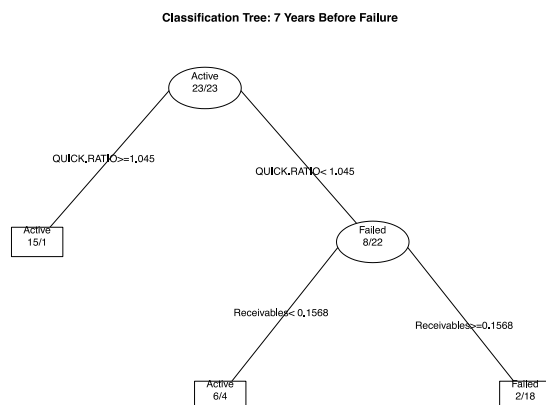 Classification Tree: 7 Years Before Failure
Active
23/23
QUICK.RATIO>=1.045
QUICK.RATIO< 1.045
Active
15/1
Failed
8/22
Receivables< 0.1568
Receivables>=0.1568
Active
6/4
Failed
2/18